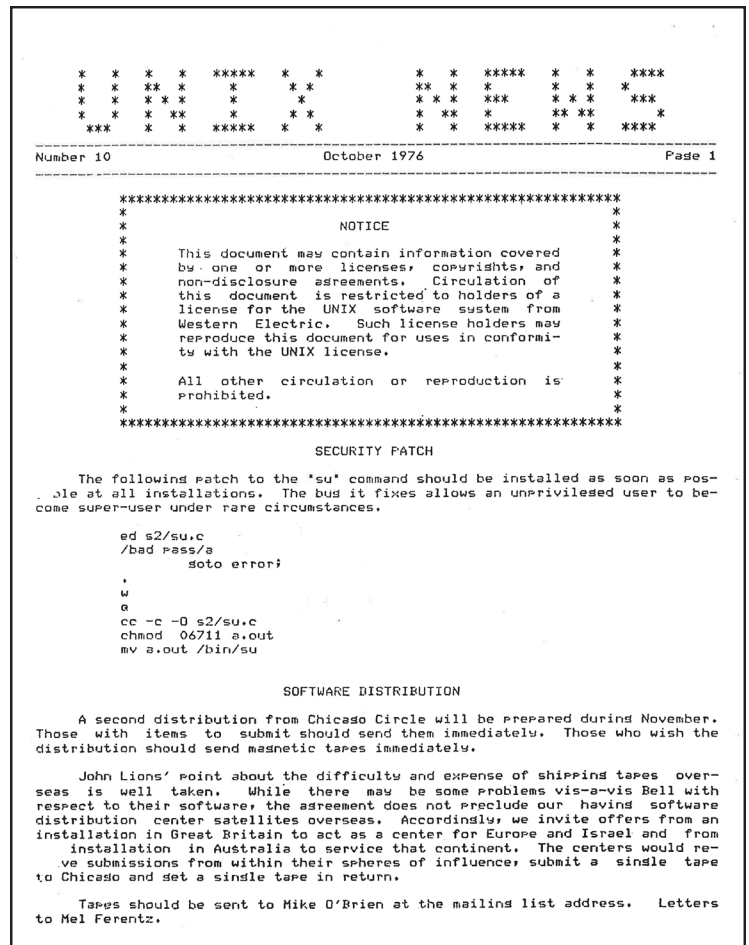 UNIX NEWS
Number 10 October 1976 Page 1
NOTICE
This document may contain information covered
by one or more licenses, copyrights, and
non-disclosure agreements. Circulation of
this document is restricted to holders of a
license for the UNIX software system from
Western Electric. Such license holders may
reproduce this document for uses in conformi-
ty with the UNIX license.
All other circulation or reproduction is
prohibited.
SECURITY PATCH
The following patch to the "su" command should be installed as soon as pos-
ble at all installations. The bug it fixes allows an unprivileged user to be-
come super-user under rare circumstances.
ed s2/su.c
/bad pass/a
goto error;
.
w
q
cc -c -O s2/su.c
chmod 06711 a.out
mv a.out /bin/su
SOFTWARE DISTRIBUTION
A second distribution from Chicago Circle will be prepared during November.
Those with items to submit should send them immediately. Those who wish the
distribution should send magnetic tapes immediately.
John Lions' point about the difficulty and expense of shipping tapes over-
seas is well taken. While there may be some problems vis-a-vis Bell with
respect to their software, the agreement does not preclude our having software
distribution center satellites overseas. Accordingly, we invite offers from an
installation in Great Britain to act as a center for Europe and Israel and from
installation in Australia to service that continent. The centers would re-
ve submissions from within their spheres of influence, submit a single tape
to Chicago and get a single tape in return.
Tapes should be sent to Mike O'Brien at the mailing list address. Letters
to Mel Ferentz.